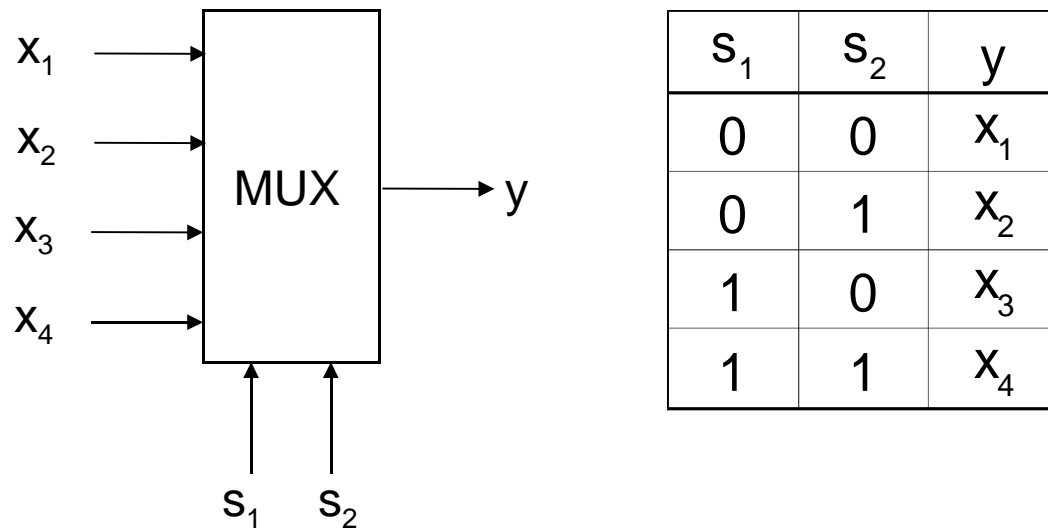 x₁
x₂
x₃
x₄
MUX
y
s₁ s₂
s₁ s₂ y
0 0 x₁
0 1 x₂
1 0 x₃
1 1 x₄